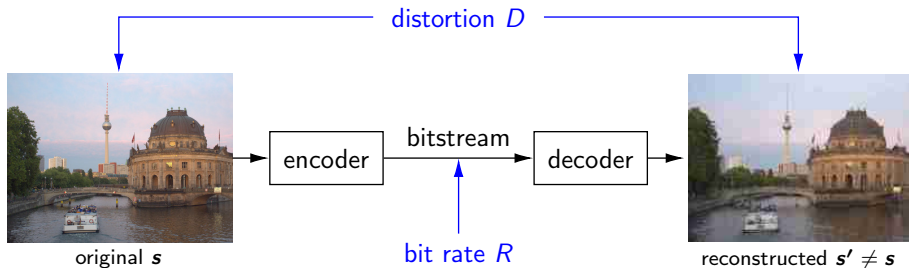 distortion D
encoder
bitstream
decoder
bit rate R
original s
reconstructed s′ ≠ s